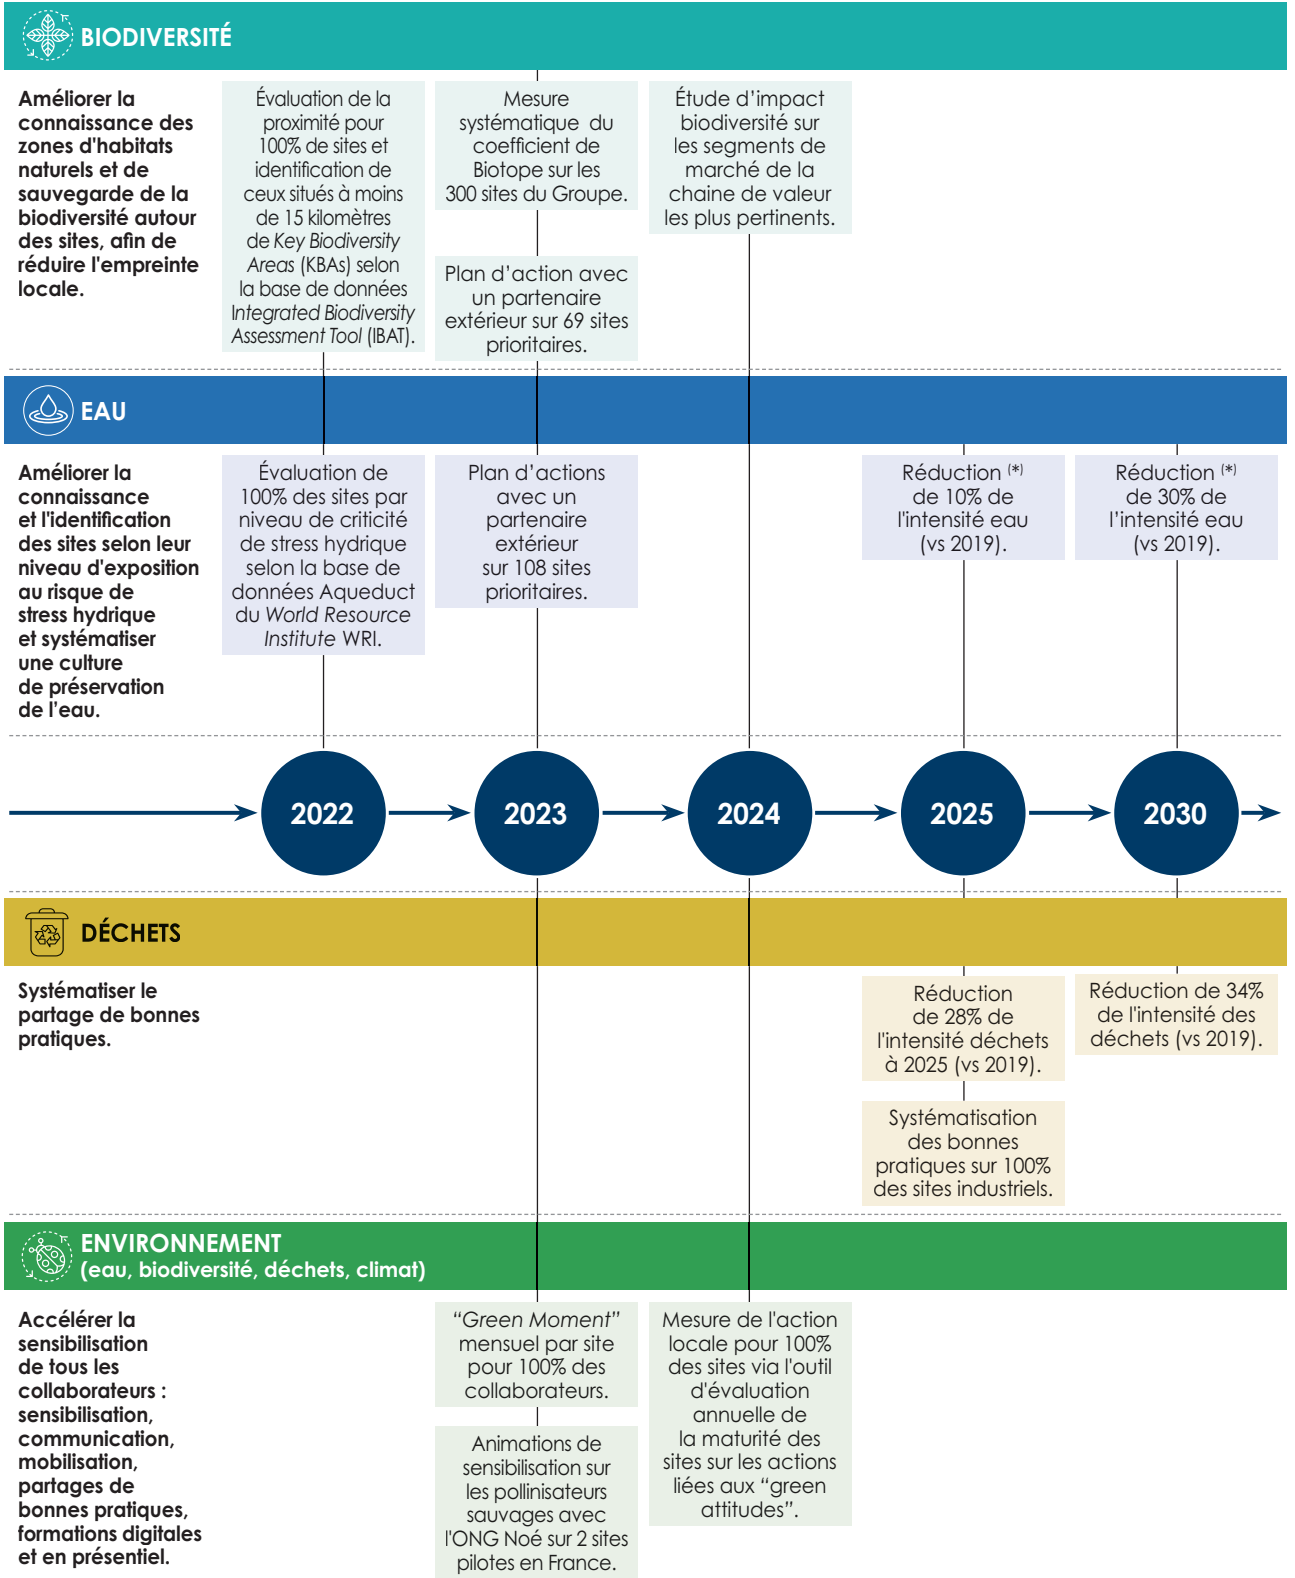 BIODIVERSITÉ
Améliorer la
connaissance des
zones d'habitats
naturels et de
sauvegarde de la
biodiversité autour
des sites, afin de
réduire l'empreinte
locale.
Évaluation de la
proximité pour
100% de sites et
identification de
ceux situés à moins
de 15 kilomètres
de Key Biodiversity
Areas (KBAs) selon
la base de données
Integrated Biodiversity
Assessment Tool (IBAT).
Mesure
systématique du
coefficient de
Biotope sur les
300 sites du Groupe.
Plan d’action avec
un partenaire
extérieur sur 69 sites
prioritaires.
Étude d’impact
biodiversité sur
les segments de
marché de la
chaine de valeur
les plus pertinents.
EAU
Améliorer la
connaissance
et l'identification
des sites selon leur
niveau d'exposition
au risque de
stress hydrique
et systématiser
une culture
de préservation
de l’eau.
Évaluation de
100% des sites par
niveau de criticité
de stress hydrique
selon la base de
données Aqueduct
du World Resource
Institute WRI.
Plan d’actions
avec un
partenaire
extérieur
sur 108 sites
prioritaires.
Réduction (*)
de 10% de
l'intensité eau
(vs 2019).
Réduction (*)
de 30% de
l’intensité eau
(vs 2019).
2022
2023
2024
2025
2030
DÉCHETS
Systématiser le
partage de bonnes
pratiques.
Réduction
de 28% de
l'intensité déchets
à 2025 (vs 2019).
Systématisation
des bonnes
pratiques sur 100%
des sites industriels.
Réduction de 34%
de l'intensité des
déchets (vs 2019).
ENVIRONNEMENT
(eau, biodiversité, déchets, climat)
Accélérer la
sensibilisation
de tous les
collaborateurs :
sensibilisation,
communication,
mobilisation,
partages de
bonnes pratiques,
formations digitales
et en présentiel.
“Green Moment”
mensuel par site
pour 100% des
collaborateurs.
Animations de
sensibilisation sur
les pollinisateurs
sauvages avec
l'ONG Noé sur 2 sites
pilotes en France.
Mesure de l'action
locale pour 100%
des sites via l'outil
d'évaluation
annuelle de
la maturité des
sites sur les actions
liées aux “green
attitudes”.